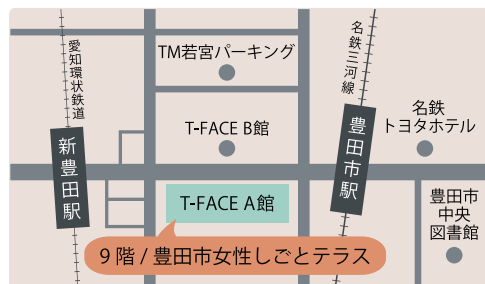 愛知環状鉄道
TM若宮パーキング
名鉄三河線
新豊田駅
T-FACE B館
豊田市駅
名鉄
トヨタホテル
T-FACE A館
豊田市
中央
図書館
9階/豊田市女性しごとテラス